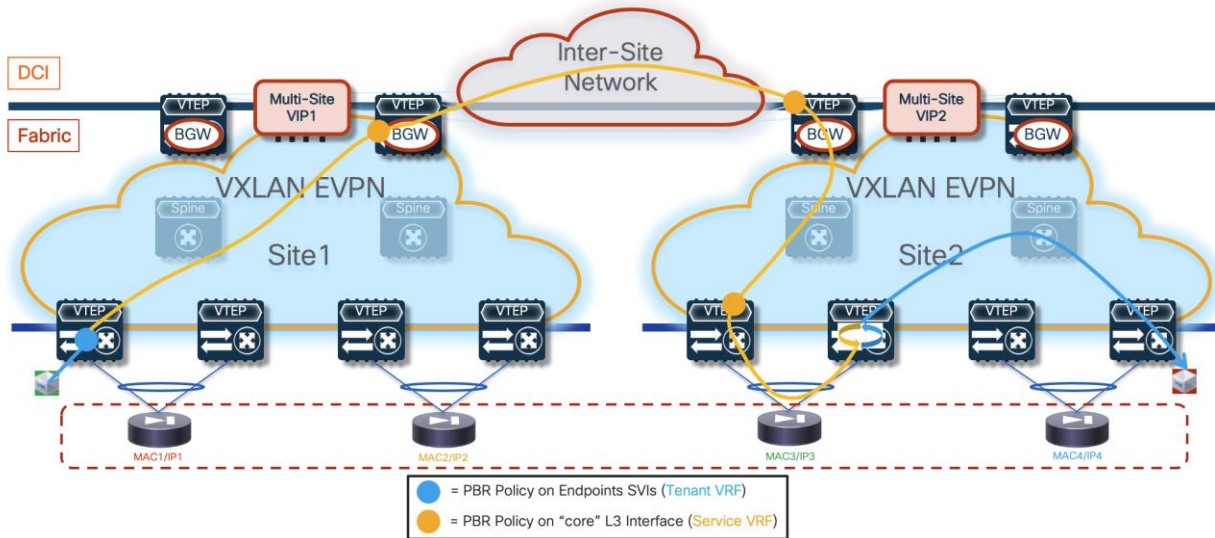 Inter-Site
Network
DCI
Fabric
VTEP
BGW
Multi-Site
VIP1
VTEP
BGW
VTEP
BGW
Multi-Site
VIP2
VTEP
BGW
VXLAN EVPN
Spine
Spine
Site1
VXLAN EVPN
Spine
Spine
Site2
VTEP
VTEP
VTEP
VTEP
VTEP
VTEP
VTEP
VTEP
MAC1/IP1
MAC2/IP2
MAC3/IP3
MAC4/IP4
= PBR Policy on Endpoints SVIs (Tenant VRF)
= PBR Policy on “core” L3 Interface (Service VRF)